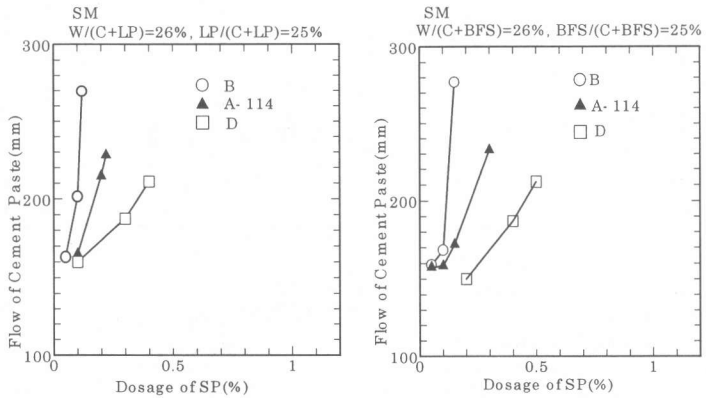 SM
W/(C+LP)=26%, LP/(C+LP)=25%
300
200
100
0
0.5
1
B
A-114
D
Flow of Cement Paste(mm)
Dosage of SP(%)
SM
W/(C+BFS)=26%, BFS/(C+BFS)=25%
300
200
100
0
0.5
1
B
A-114
D
Flow of Cement Paste(mm)
Dosage of SP(%)